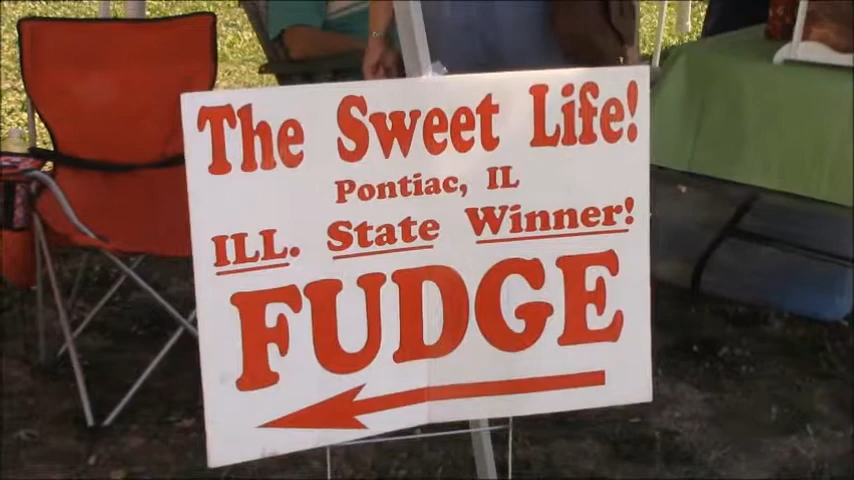 The Sweet Life!
Pontiac, IL
ILL. State Winner!
FUDGE